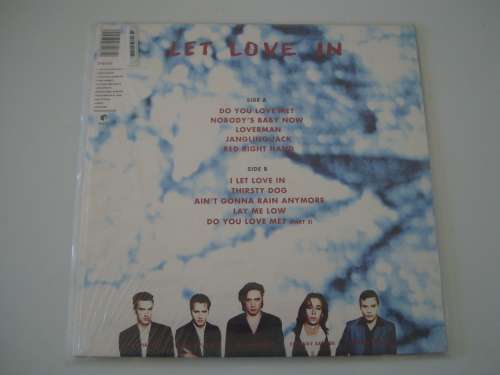 LET LOVE IN
SIDE A
DO YOU LOVE ME?
NOBODY'S BABY NOW
LOVERMAN
JANGLING JACK
RED RIGHT HAND
SIDE B
I LET LOVE IN
THIRSTY DOG
AIN'T GONNA RAIN ANYMORE
LAY ME LOW
DO YOU LOVE ME? (PART 2)